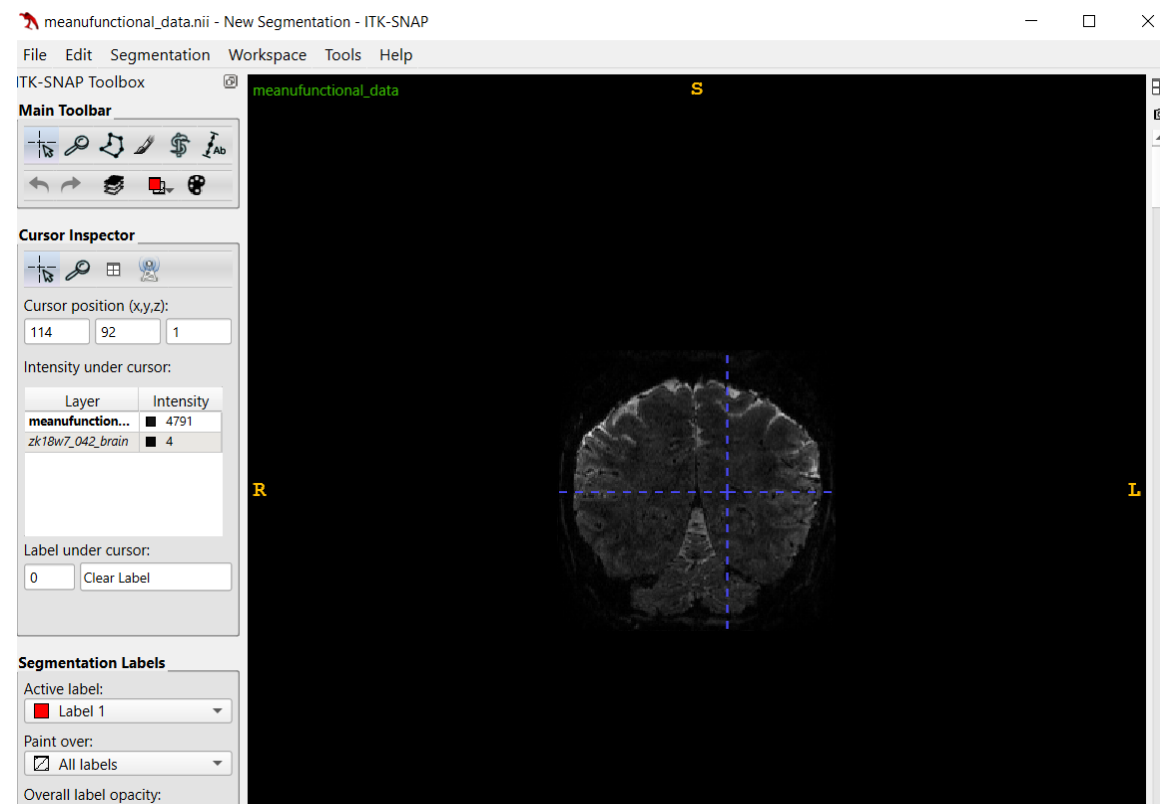 meanufunctional_data.nii - New Segmentation - ITK-SNAP
File Edit Segmentation Workspace Tools Help
ITK-SNAP Toolbox
Main Toolbar
Ab
Cursor Inspector
Cursor position (x,y,z):
114 92 1
Intensity under cursor:
Layer Intensity
meanufunction... 4791
zk18w7_042_brain 4
Label under cursor:
0 Clear Label
Segmentation Labels
Active label:
Label 1
Paint over:
All labels
Overall label opacity:
meanufunctional_data
S
R
L